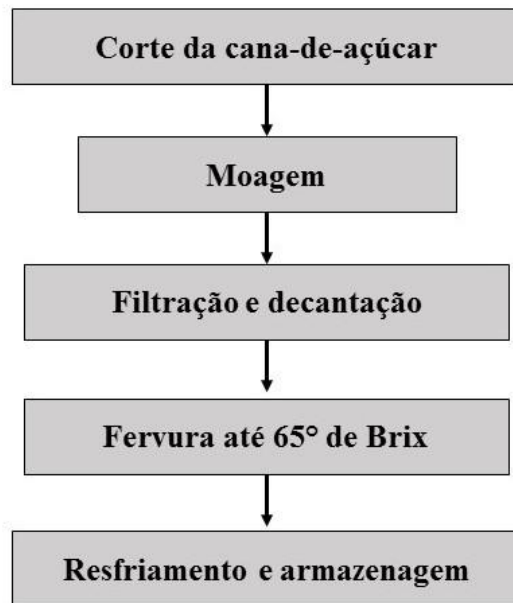 Corte da cana-de-açúcar
Moagem
Filtração e decantação
Fervura até 65° de Brix
Resfriamento e armazenagem